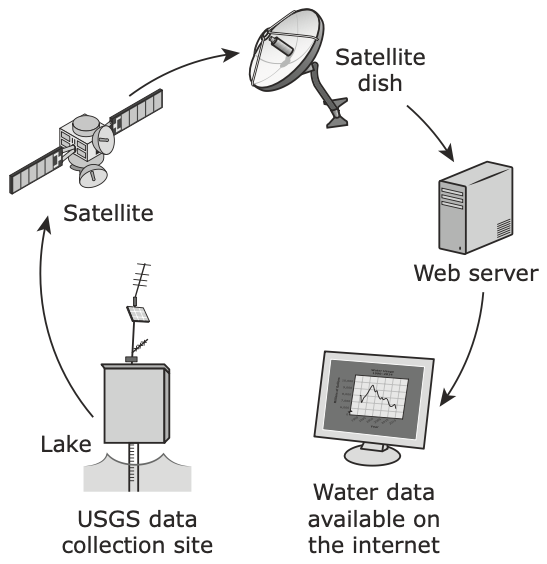 Satellite
dish
Satellite
Web server
Lake
USGS data
collection site
Water data
available on
the internet